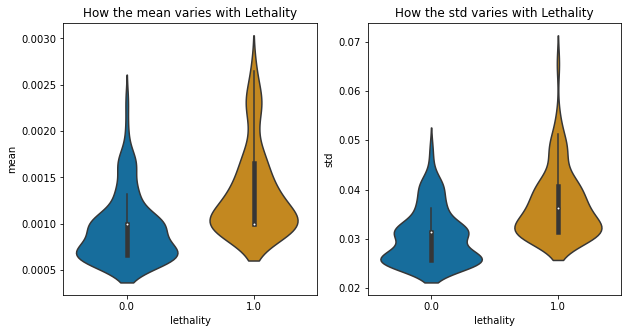 How the mean varies with Lethality
How the std varies with Lethality
mean
0.0030
0.0025
0.0020
0.0015
0.0010
0.0005
0.0
1.0
lethality
std
0.07
0.06
0.05
0.04
0.03
0.02
0.0
1.0
lethality